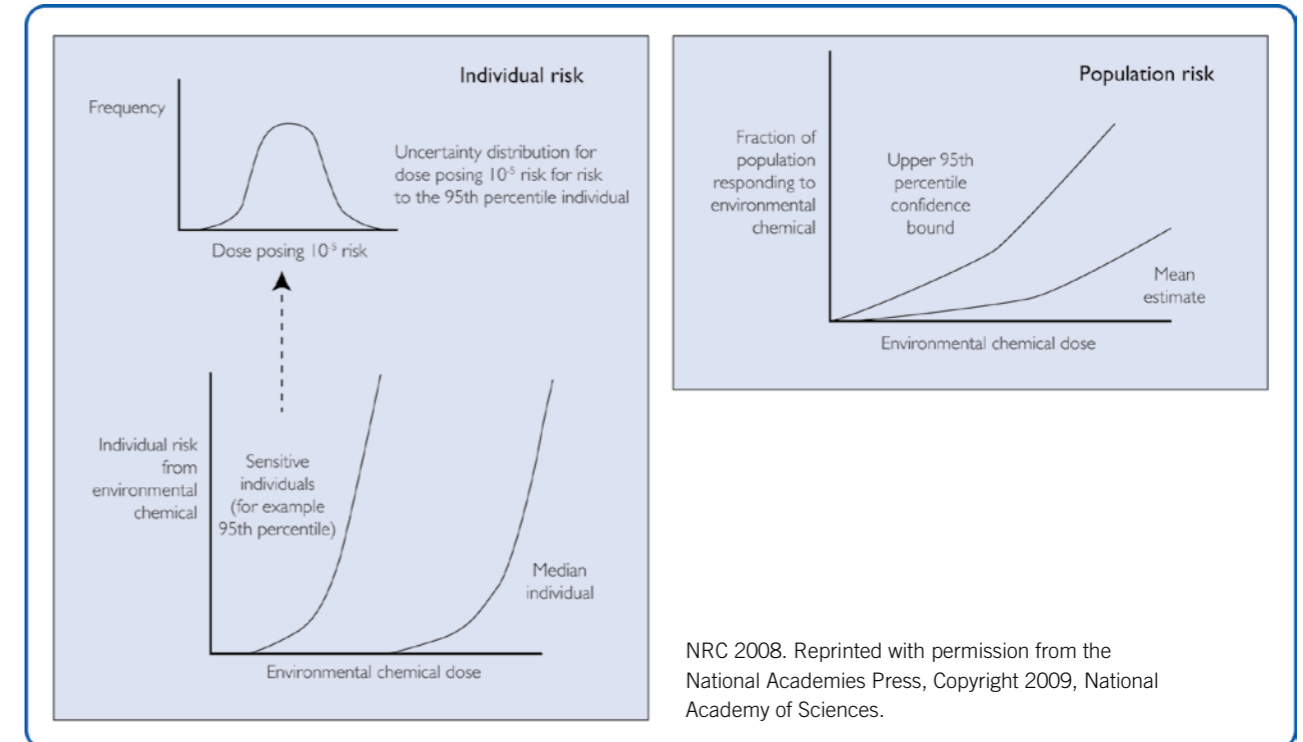 Individual risk
Frequency
Uncertainty distribution for
dose posing 10⁻⁵ risk for risk
to the 95th percentile individual
Dose posing 10⁻⁵ risk
Individual risk
from
environmental
chemical
Sensitive
individuals
(for example
95th percentile)
Median
individual
Environmental chemical dose
Population risk
Fraction of
population
responding to
environmental
chemical
Upper 95th
percentile
confidence
bound
Mean
estimate
Environmental chemical dose
NRC 2008. Reprinted with permission from the
National Academies Press, Copyright 2009, National
Academy of Sciences.